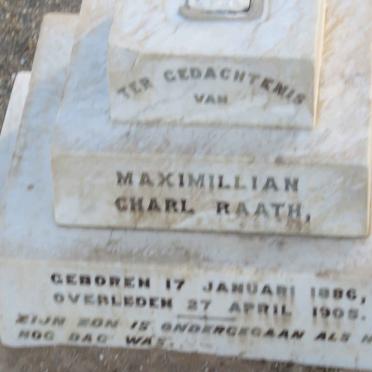 TER GEDACHTENIS
VAN
MAXIMILLIAN
CHARL RAATH,
GEBOREN 17 JANUARI 1886,
OVERLEDEN 27 APRIL 1905.
ZIJN ZON IS ONDERGEGAAN ALS
NOG DAG WAS.